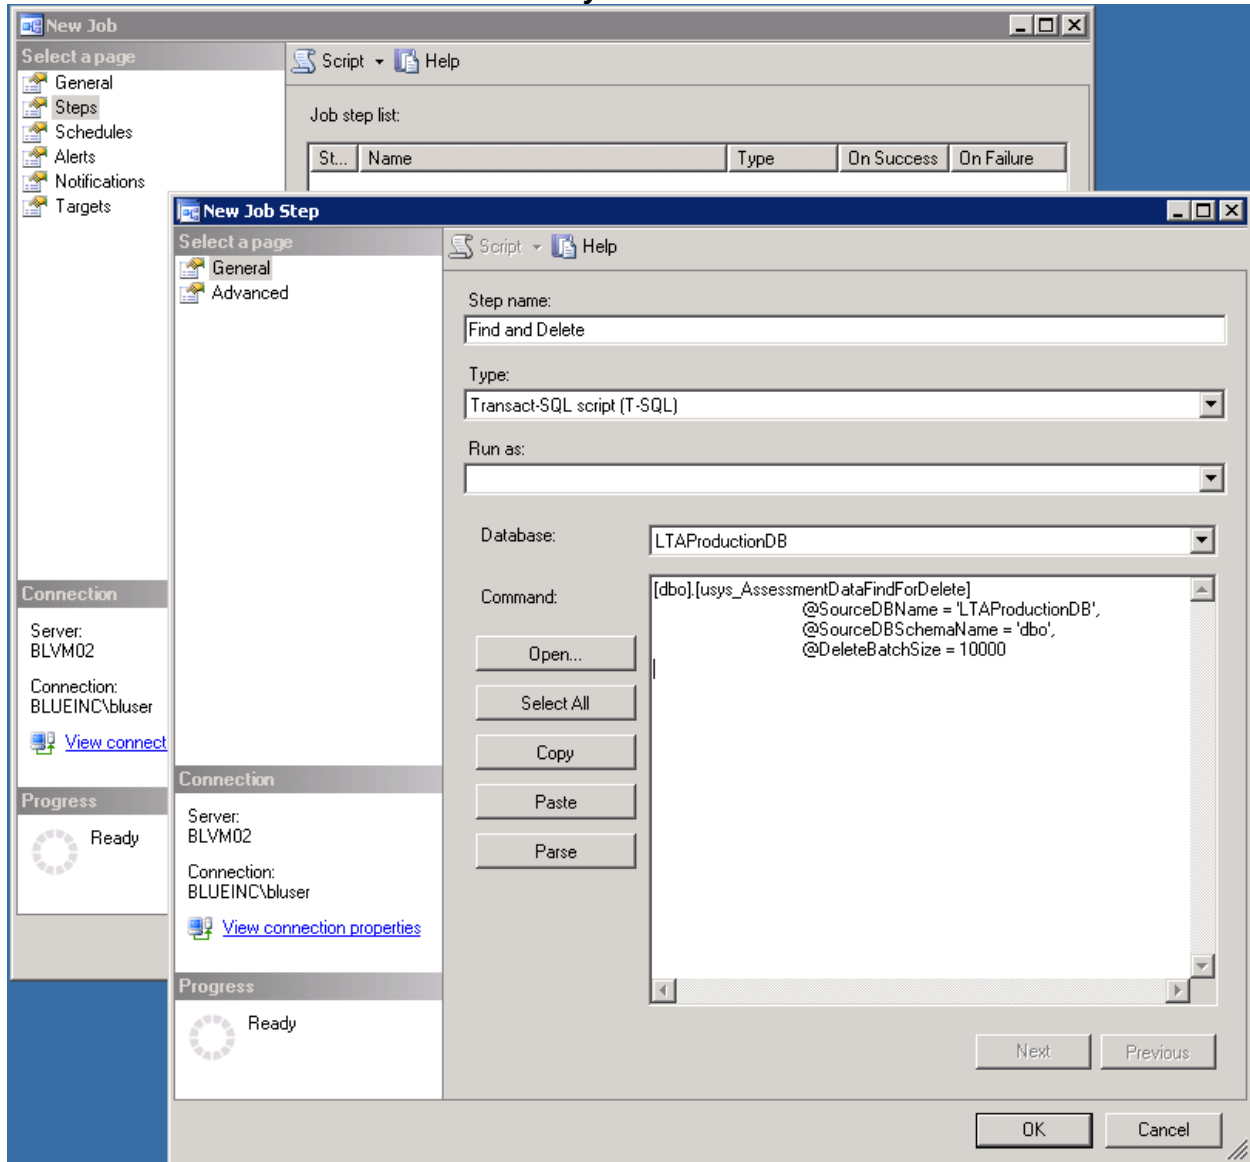 New Job
Select a page
General
Steps
Schedules
Alerts
Notifications
Targets
Script
Help
Job step list:
St... Name Type On Success On Failure
Connection
Server:
BLVM02
Connection:
BLUEINC\bluser
View connect
Progress
Ready
New Job Step
Select a page
General
Advanced
Script
Help
Step name:
Find and Delete
Type:
Transact-SQL script (T-SQL)
Run as:
Database:
LTAProductionDB
Command:
[dbo].[usys_AssessmentDataFindForDelete]
@SourceDBName = 'LTAProductionDB',
@SourceDBSchemaName = 'dbo',
@DeleteBatchSize = 10000
Open...
Select All
Copy
Paste
Parse
Connection
Server:
BLVM02
Connection:
BLUEINC\bluser
View connection properties
Progress
Ready
Next
Previous
OK
Cancel